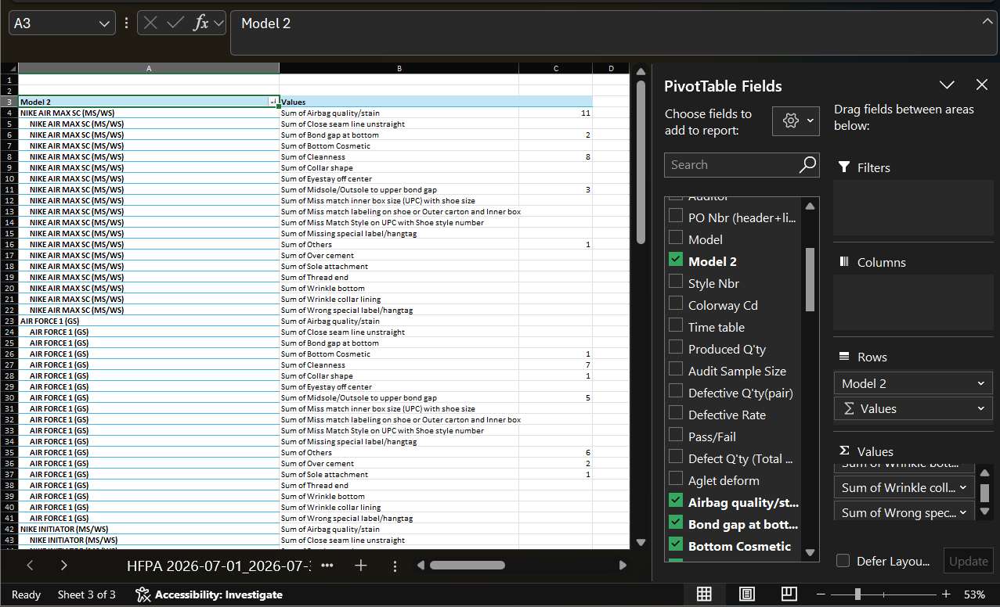 A3
fx
Model 2
A B C D
1
2
3 Model 2 Values
4 NIKE AIR MAX SC (MS/WS) Sum of Airbag quality/stain 11
5 NIKE AIR MAX SC (MS/WS) Sum of Close seam line unstraight
6 NIKE AIR MAX SC (MS/WS) Sum of Bond gap at bottom 2
7 NIKE AIR MAX SC (MS/WS) Sum of Bottom Cosmetic
8 NIKE AIR MAX SC (MS/WS) Sum of Cleanness 8
9 NIKE AIR MAX SC (MS/WS) Sum of Collar shape
10 NIKE AIR MAX SC (MS/WS) Sum of Eyestay off center
11 NIKE AIR MAX SC (MS/WS) Sum of Midsole/Outsole to upper bond gap 3
12 NIKE AIR MAX SC (MS/WS) Sum of Miss match inner box size (UPC) with shoe size
13 NIKE AIR MAX SC (MS/WS) Sum of Miss match labeling on shoe or Outer carton and Inner box
14 NIKE AIR MAX SC (MS/WS) Sum of Miss Match Style on UPC with Shoe style number
15 NIKE AIR MAX SC (MS/WS) Sum of Missing special label/hangtag
16 NIKE AIR MAX SC (MS/WS) Sum of Others 1
17 NIKE AIR MAX SC (MS/WS) Sum of Over cement
18 NIKE AIR MAX SC (MS/WS) Sum of Sole attachment
19 NIKE AIR MAX SC (MS/WS) Sum of Thread end
20 NIKE AIR MAX SC (MS/WS) Sum of Wrinkle bottom
21 NIKE AIR MAX SC (MS/WS) Sum of Wrinkle collar lining
22 NIKE AIR MAX SC (MS/WS) Sum of Wrong special label/hangtag
23 AIR FORCE 1 (GS) Sum of Airbag quality/stain
24 AIR FORCE 1 (GS) Sum of Close seam line unstraight
25 AIR FORCE 1 (GS) Sum of Bond gap at bottom
26 AIR FORCE 1 (GS) Sum of Bottom Cosmetic 1
27 AIR FORCE 1 (GS) Sum of Cleanness 7
28 AIR FORCE 1 (GS) Sum of Collar shape 1
29 AIR FORCE 1 (GS) Sum of Eyestay off center
30 AIR FORCE 1 (GS) Sum of Midsole/Outsole to upper bond gap 5
31 AIR FORCE 1 (GS) Sum of Miss match inner box size (UPC) with shoe size
32 AIR FORCE 1 (GS) Sum of Miss match labeling on shoe or Outer carton and Inner box
33 AIR FORCE 1 (GS) Sum of Miss Match Style on UPC with Shoe style number
34 AIR FORCE 1 (GS) Sum of Missing special label/hangtag
35 AIR FORCE 1 (GS) Sum of Others 6
36 AIR FORCE 1 (GS) Sum of Over cement 2
37 AIR FORCE 1 (GS) Sum of Sole attachment 1
38 AIR FORCE 1 (GS) Sum of Thread end
39 AIR FORCE 1 (GS) Sum of Wrinkle bottom
40 AIR FORCE 1 (GS) Sum of Wrinkle collar lining
41 AIR FORCE 1 (GS) Sum of Wrong special label/hangtag
42 NIKE INITIATOR (MS/WS) Sum of Airbag quality/stain
43 NIKE INITIATOR (MS/WS) Sum of Close seam line unstraight
HFPA 2026-07-01_2026-07-
Ready
Sheet 3 of 3
Accessibility: Investigate
53%
PivotTable Fields
Choose fields to
add to report:
Search
Auditor
PO Nbr (header+li...
Model
Model 2
Style Nbr
Colorway Cd
Time table
Produced Q'ty
Audit Sample Size
Defective Q'ty(pair)
Defective Rate
Pass/Fail
Defect Q'ty (Total ...
Aglet deform
Airbag quality/st...
Bond gap at bott...
Bottom Cosmetic
Drag fields between areas
below:
Filters
Columns
Rows
Model 2
Σ Values
Σ Values
Sum of Wrinkle bott...
Sum of Wrinkle coll...
Sum of Wrong spec...
Defer Layou...
Update